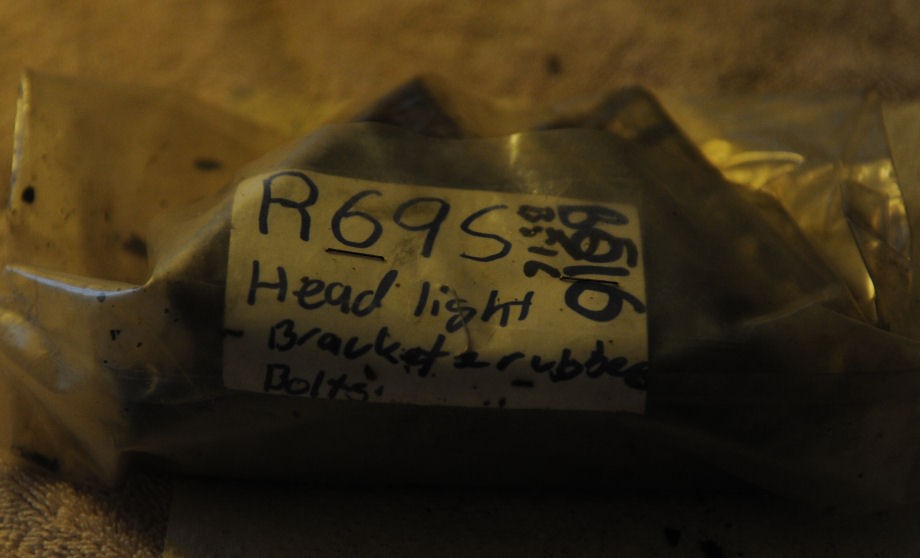 R69S
Head light
Bracket & rubber
Bolts